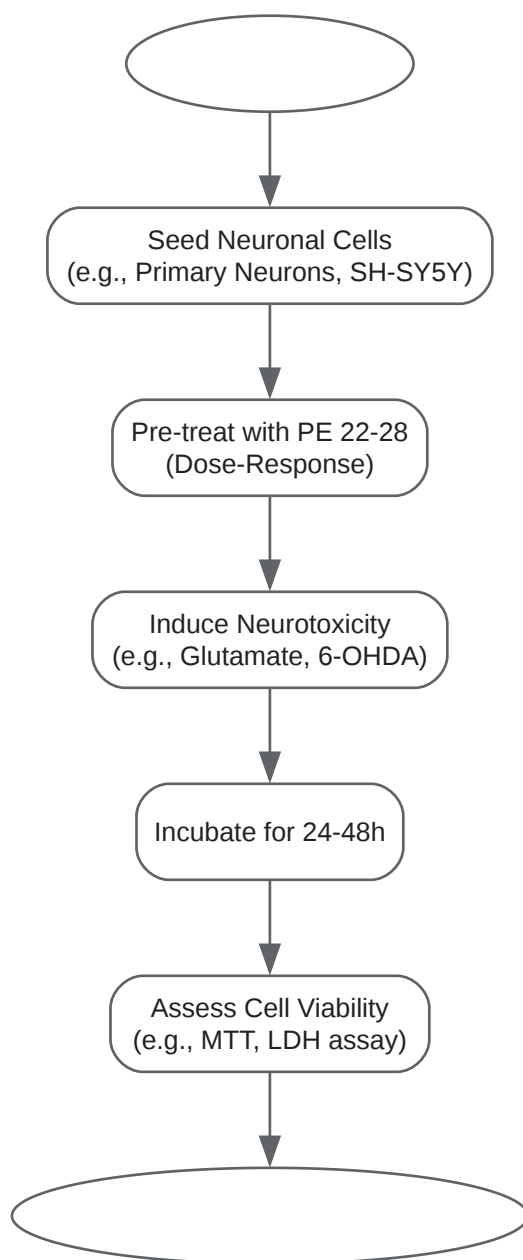 Seed Neuronal Cells
(e.g., Primary Neurons, SH-SY5Y)
Pre-treat with PE 22-28
(Dose-Response)
Induce Neurotoxicity
(e.g., Glutamate, 6-OHDA)
Incubate for 24-48h
Assess Cell Viability
(e.g., MTT, LDH assay)